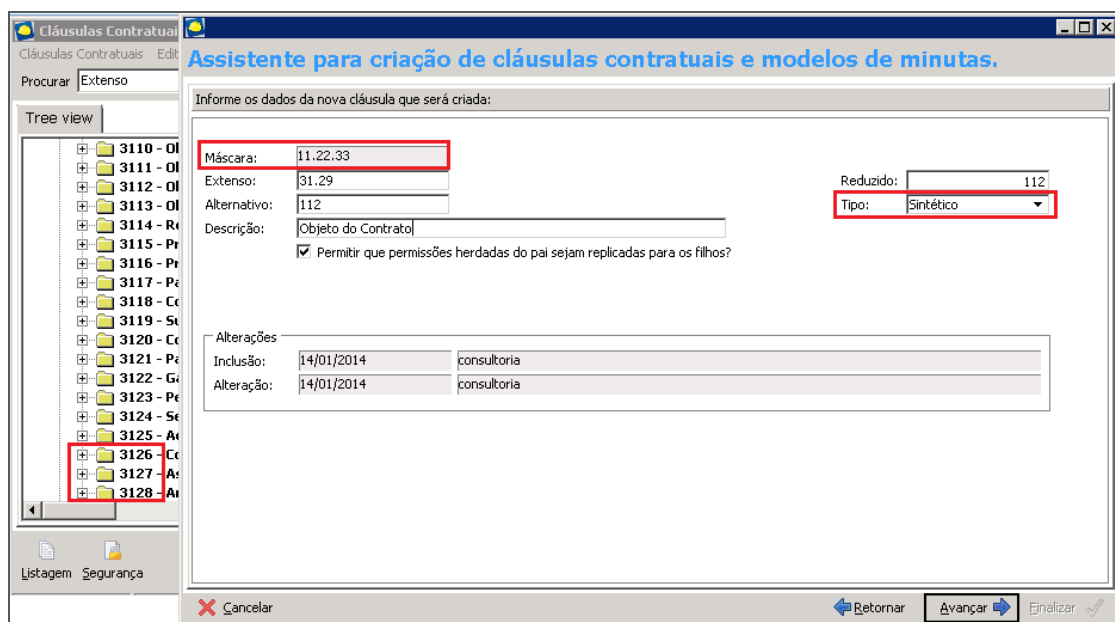 Cláusulas Contratuai
Cláusulas Contratuais Edit
Procurar Extenso
Tree view
3110 - Ol
3111 - Ol
3112 - Ol
3113 - Ol
3114 - Re
3115 - Pr
3116 - Pr
3117 - Pa
3118 - Co
3119 - Su
3120 - Co
3121 - Pa
3122 - Ga
3123 - Pe
3124 - Se
3125 - Ac
3126 - Co
3127 - As
3128 - An
Listagem Segurança
Assistente para criação de cláusulas contratuais e modelos de minutas.
Informe os dados da nova cláusula que será criada:
Máscara: 11.22.33
Extenso: 31.29 Reduzido: 112
Alternativo: 112 Tipo: Sintético
Descrição: Objeto do Contrato
Permitir que permissões herdadas do pai sejam replicadas para os filhos?
Alterações
Inclusão: 14/01/2014 consultoria
Alteração: 14/01/2014 consultoria
Cancelar Retornar Avançar Finalizar